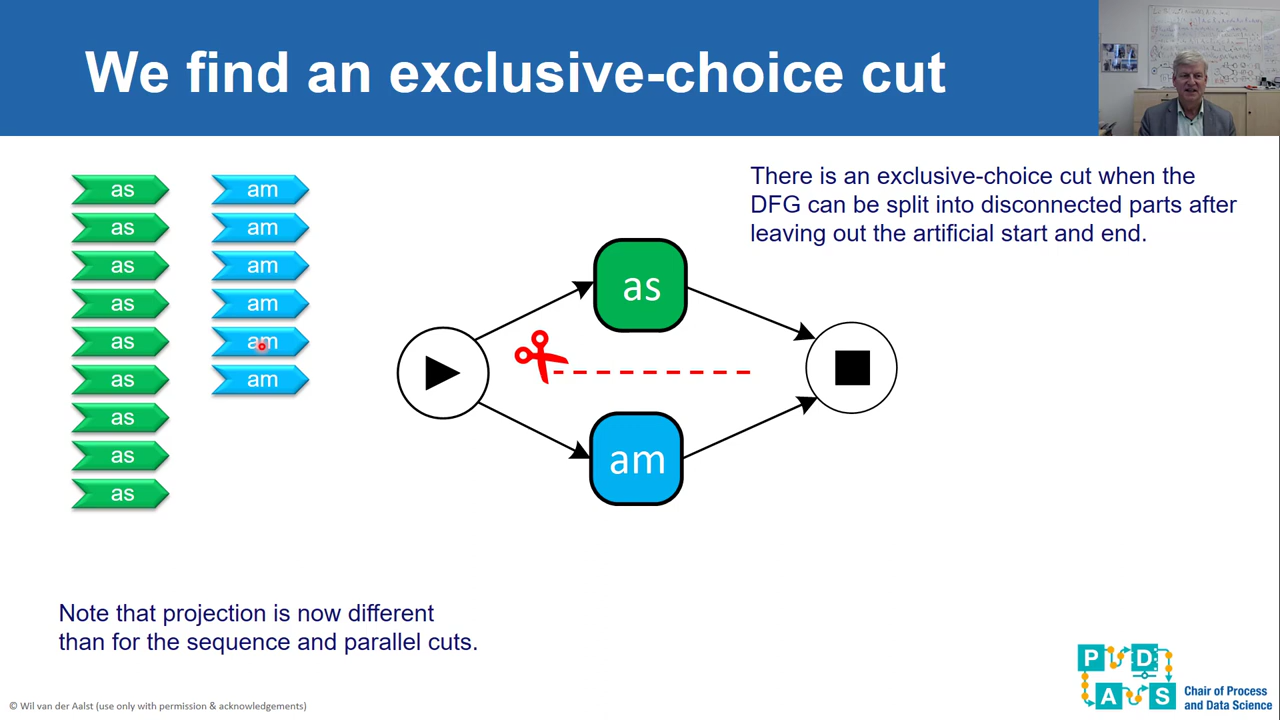 We find an exclusive-choice cut
as
as
as
as
as
as
as
as
as
am
am
am
am
am
am
There is an exclusive-choice cut when the
DFG can be split into disconnected parts after
leaving out the artificial start and end.
as
am
Note that projection is now different
than for the sequence and parallel cuts.
© Wil van der Aalst (use only with permission & acknowledgements)
P D
A S
Chair of Process
and Data Science